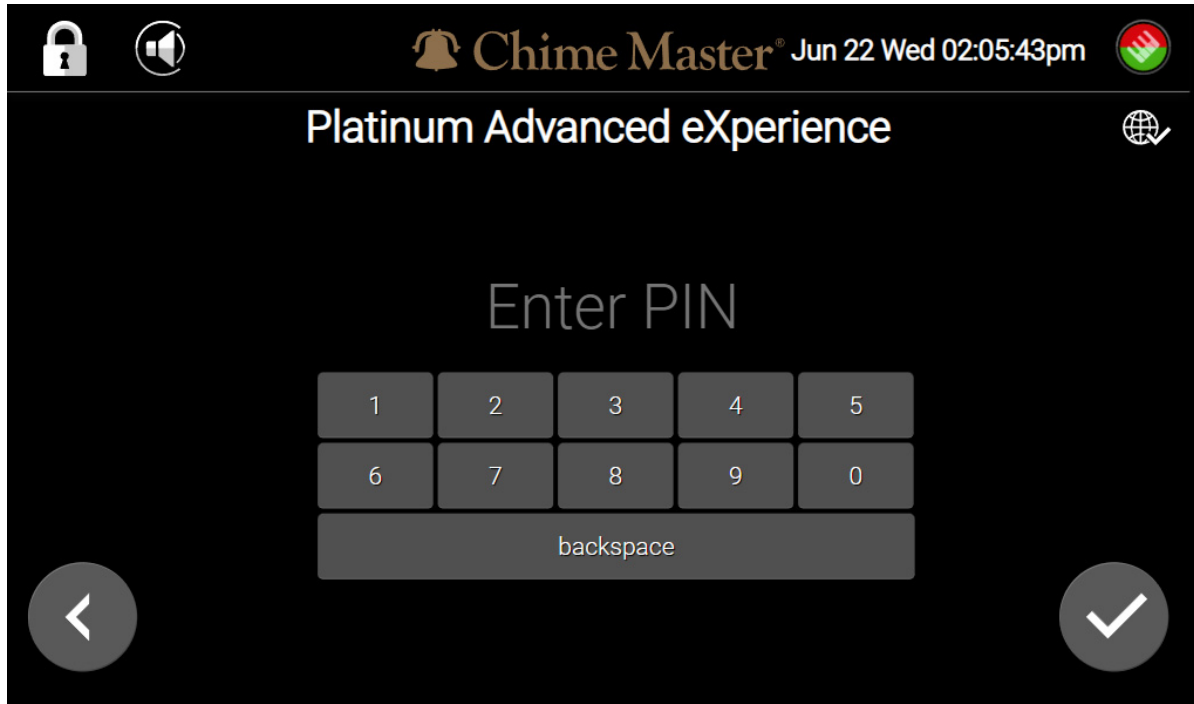 Chime Master® Jun 22 Wed 02:05:43pm
Platinum Advanced eXperience
Enter PIN
1 2 3 4 5
6 7 8 9 0
backspace